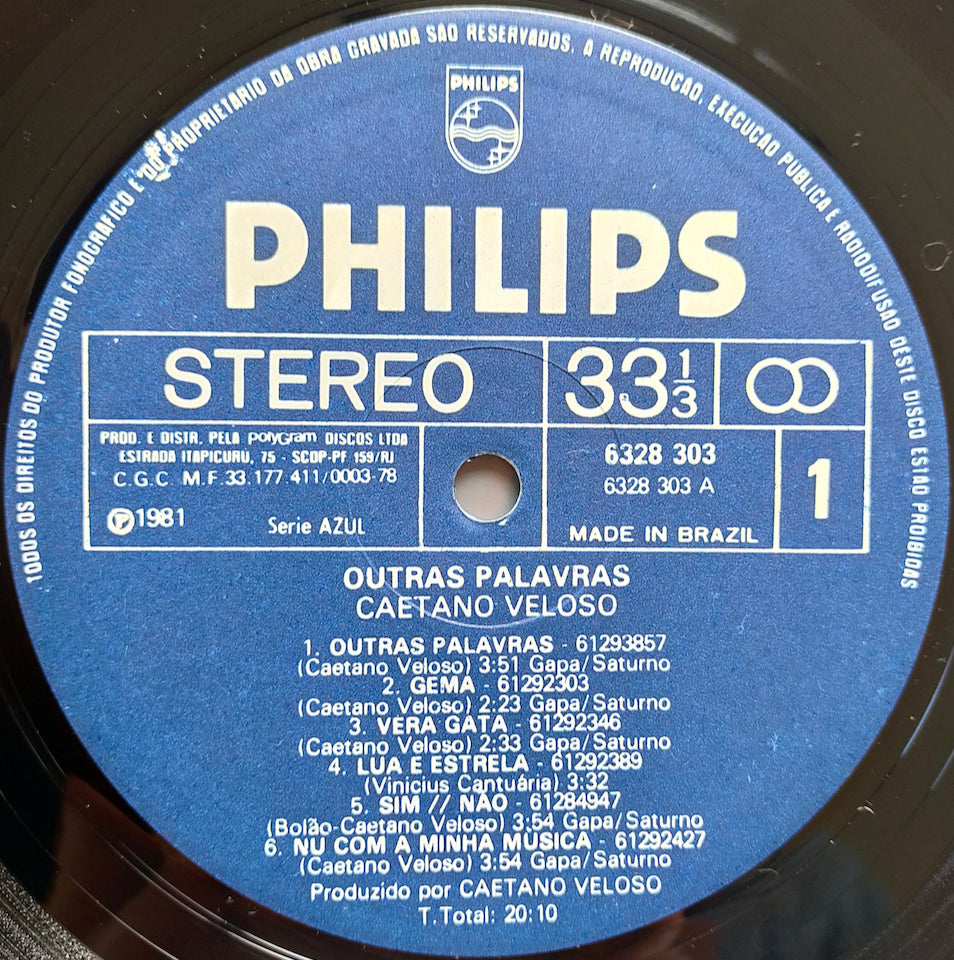 TODOS OS DIREITOS DO PRODUTOR FONOGRÁFICO E DO PROPRIETÁRIO DA OBRA GRAVADA SÃO RESERVADOS. A REPRODUÇÃO, EXECUÇÃO PÚBLICA E RADIODIFUSÃO DESTE DISCO ESTÃO PROIBIDAS
PHILIPS
PHILIPS
STEREO
33 1/3
PROD. E DISTR. PELA polyGram DISCOS LTDA
ESTRADA ITAPICURU, 75 - SCDP-PF 159/RJ
C.G.C M.F. 33.177 411/0003-78
℗ 1981
Serie AZUL
6328 303
6328 303 A
MADE IN BRAZIL
1
OUTRAS PALAVRAS
CAETANO VELOSO
1. OUTRAS PALAVRAS - 61293857
(Caetano Veloso) 3:51 Gapa/Saturno
2. GEMA - 61292303
(Caetano Veloso) 2:23 Gapa/Saturno
3. VERA GATA - 61292346
(Caetano Veloso) 2:33 Gapa/Saturno
4. LUA E ESTRELA - 61292389
(Vinicius Cantuária) 3:32
5. SIM // NÃO - 61284947
(Bolão-Caetano Veloso) 3:54 Gapa/Saturno
6. NU COM A MINHA MÚSICA - 61292427
(Caetano Veloso) 3:54 Gapa/Saturno
Produzido por CAETANO VELOSO
T.Total: 20:10